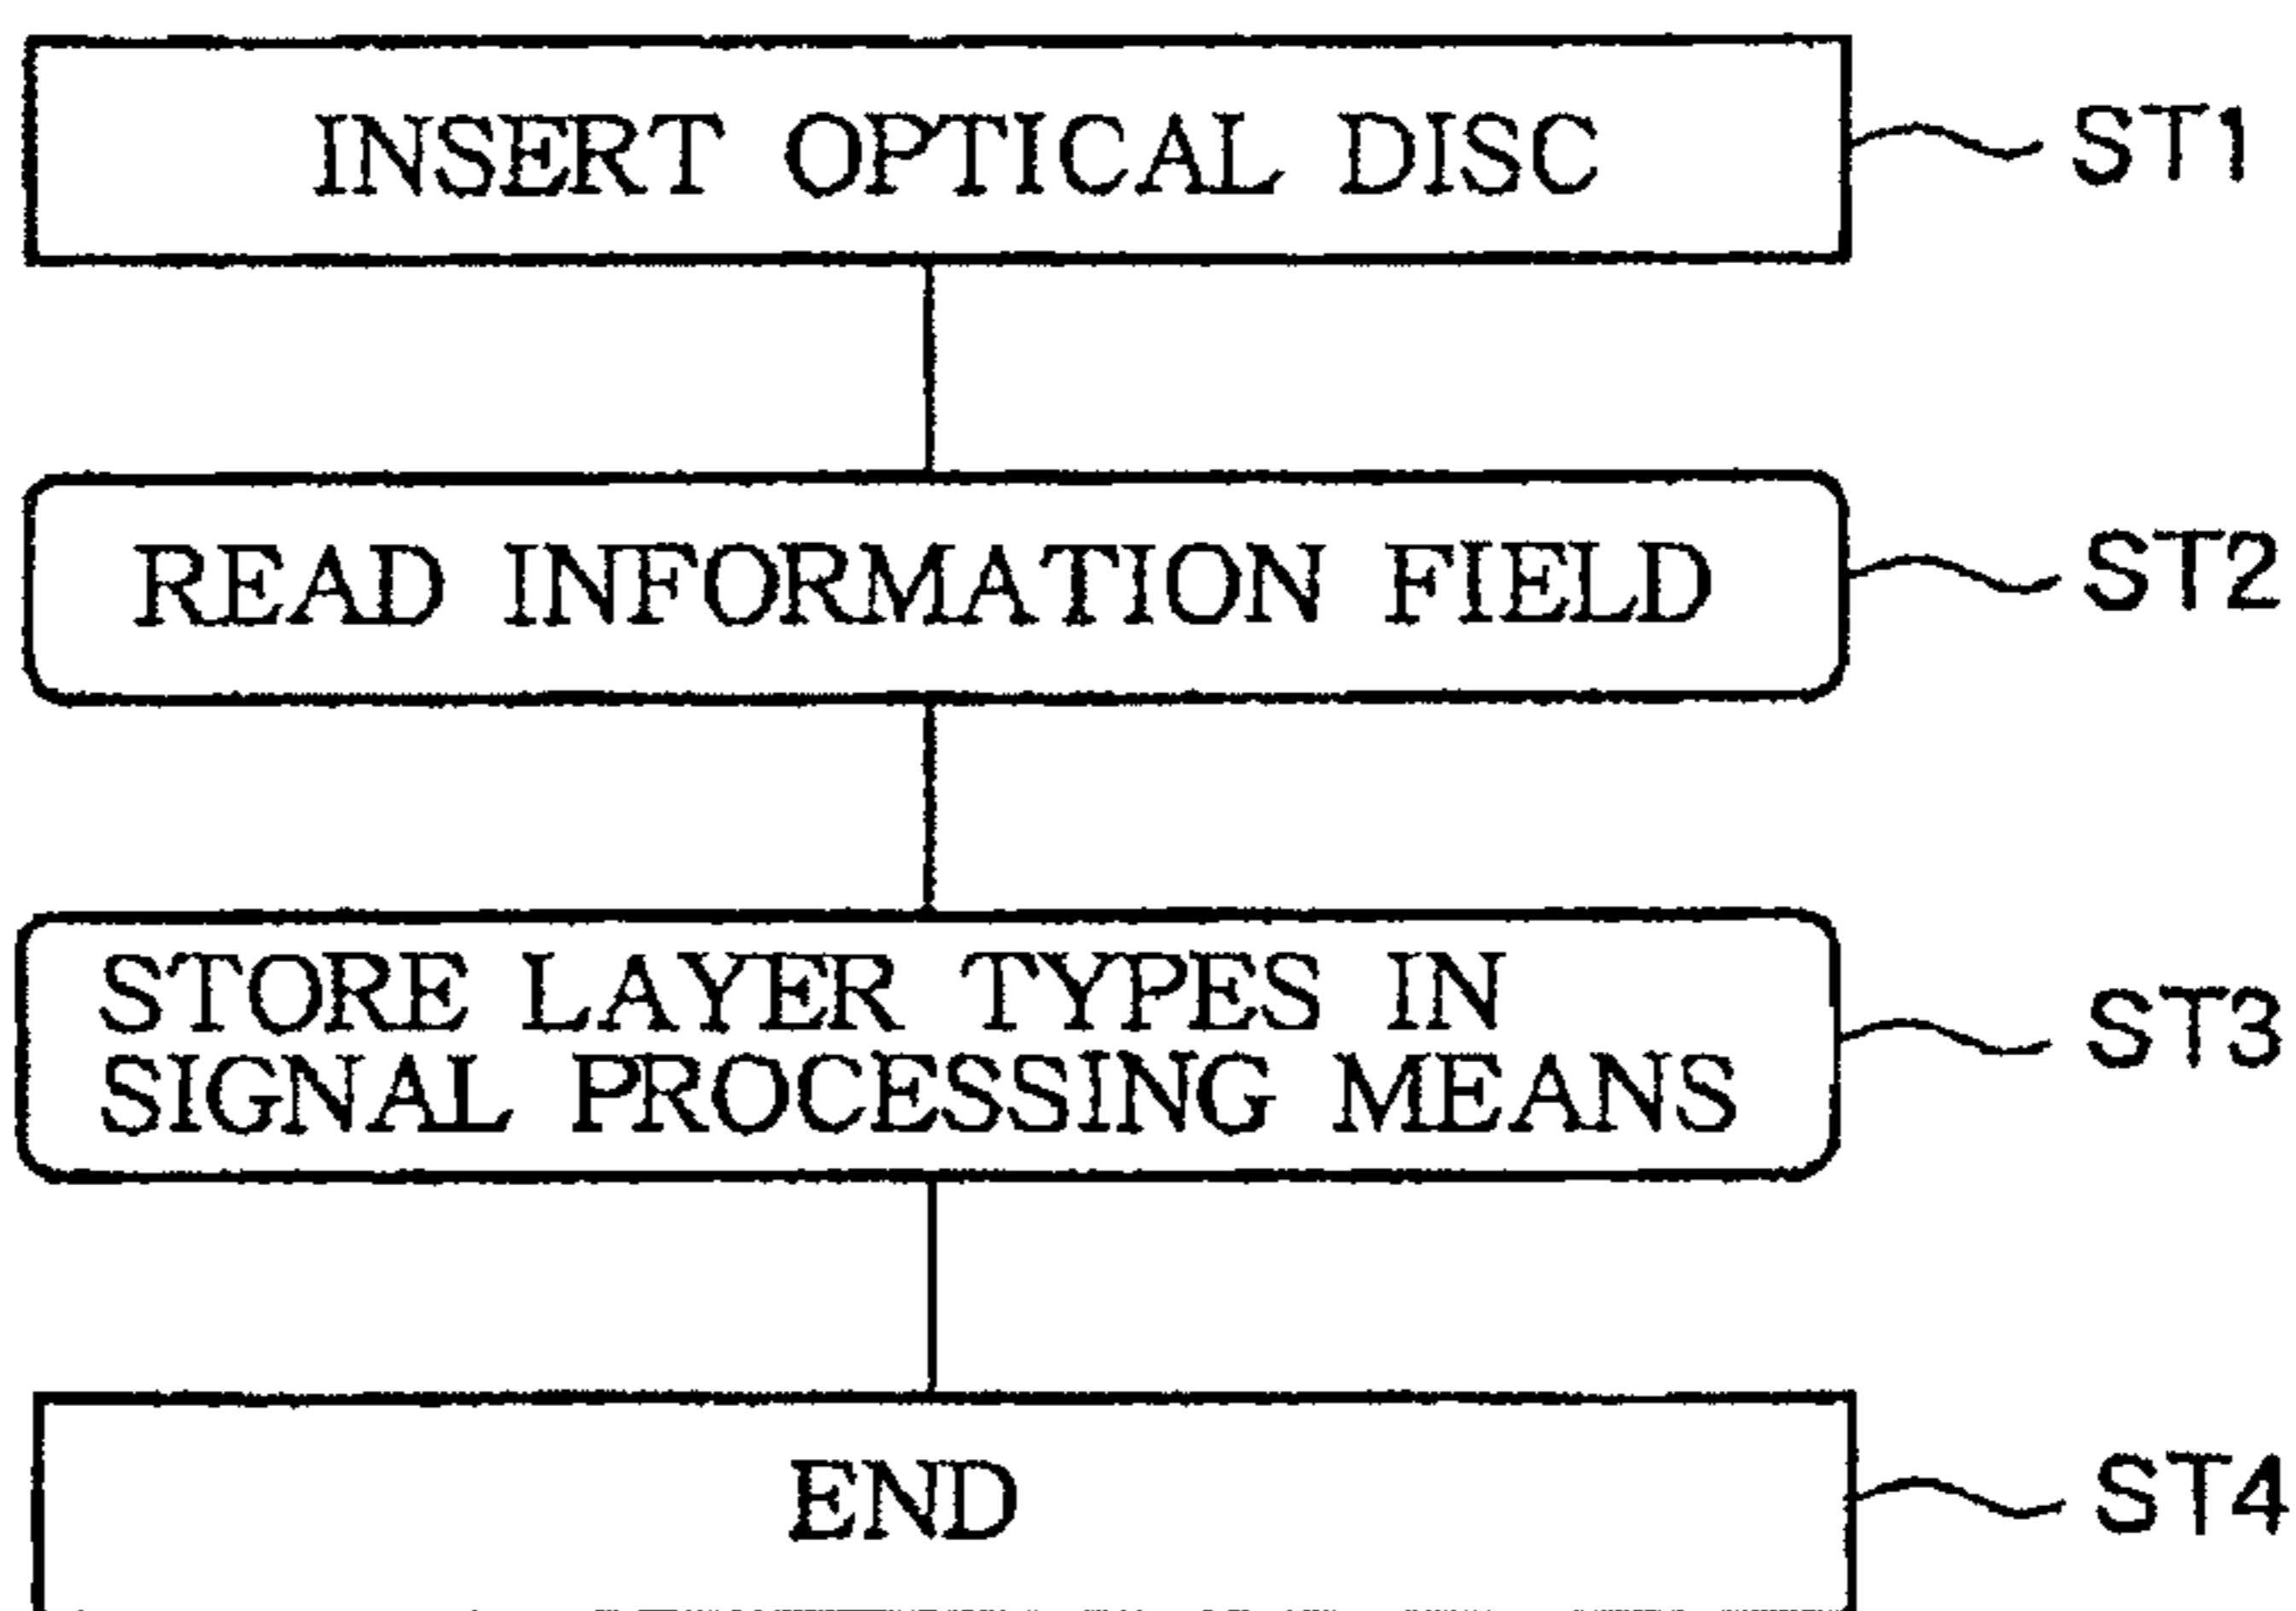 INSERT OPTICAL DISC ST1
READ INFORMATION FIELD ST2
STORE LAYER TYPES IN
SIGNAL PROCESSING MEANS ST3
END ST4